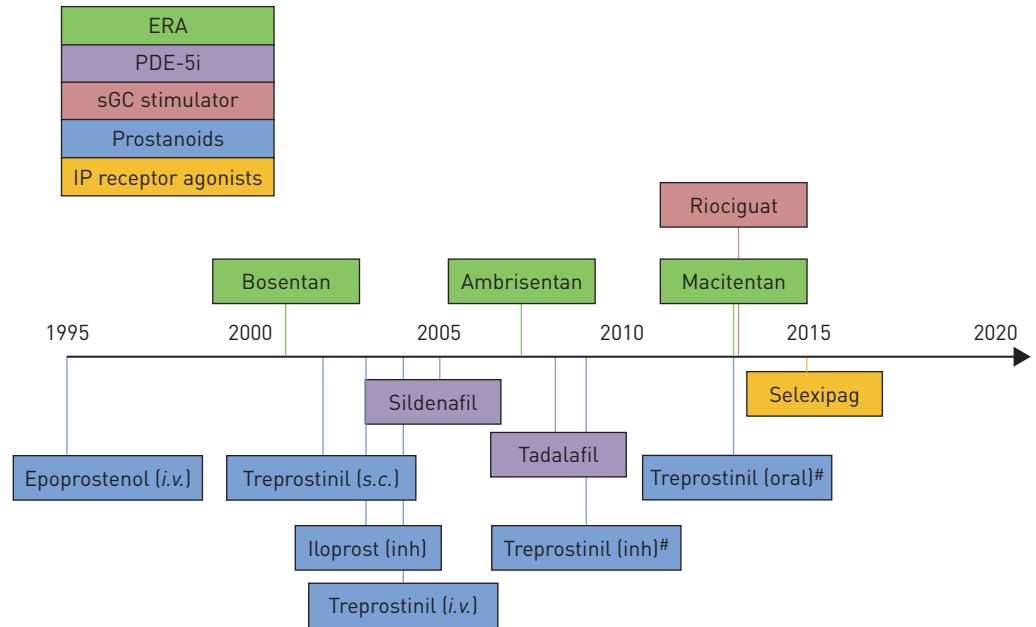 ERA
PDE-5i
sGC stimulator
Prostanoids
IP receptor agonists
Riociguat
Bosentan
Ambrisentan
Macitentan
1995
2000
2005
2010
2015
2020
Sildenafil
Selexipag
Tadalafil
Epoprostenol (i.v.)
Treprostinil (s.c.)
Treprostinil (oral)#
Iloprost (inh)
Treprostinil (inh)#
Treprostinil (i.v.)